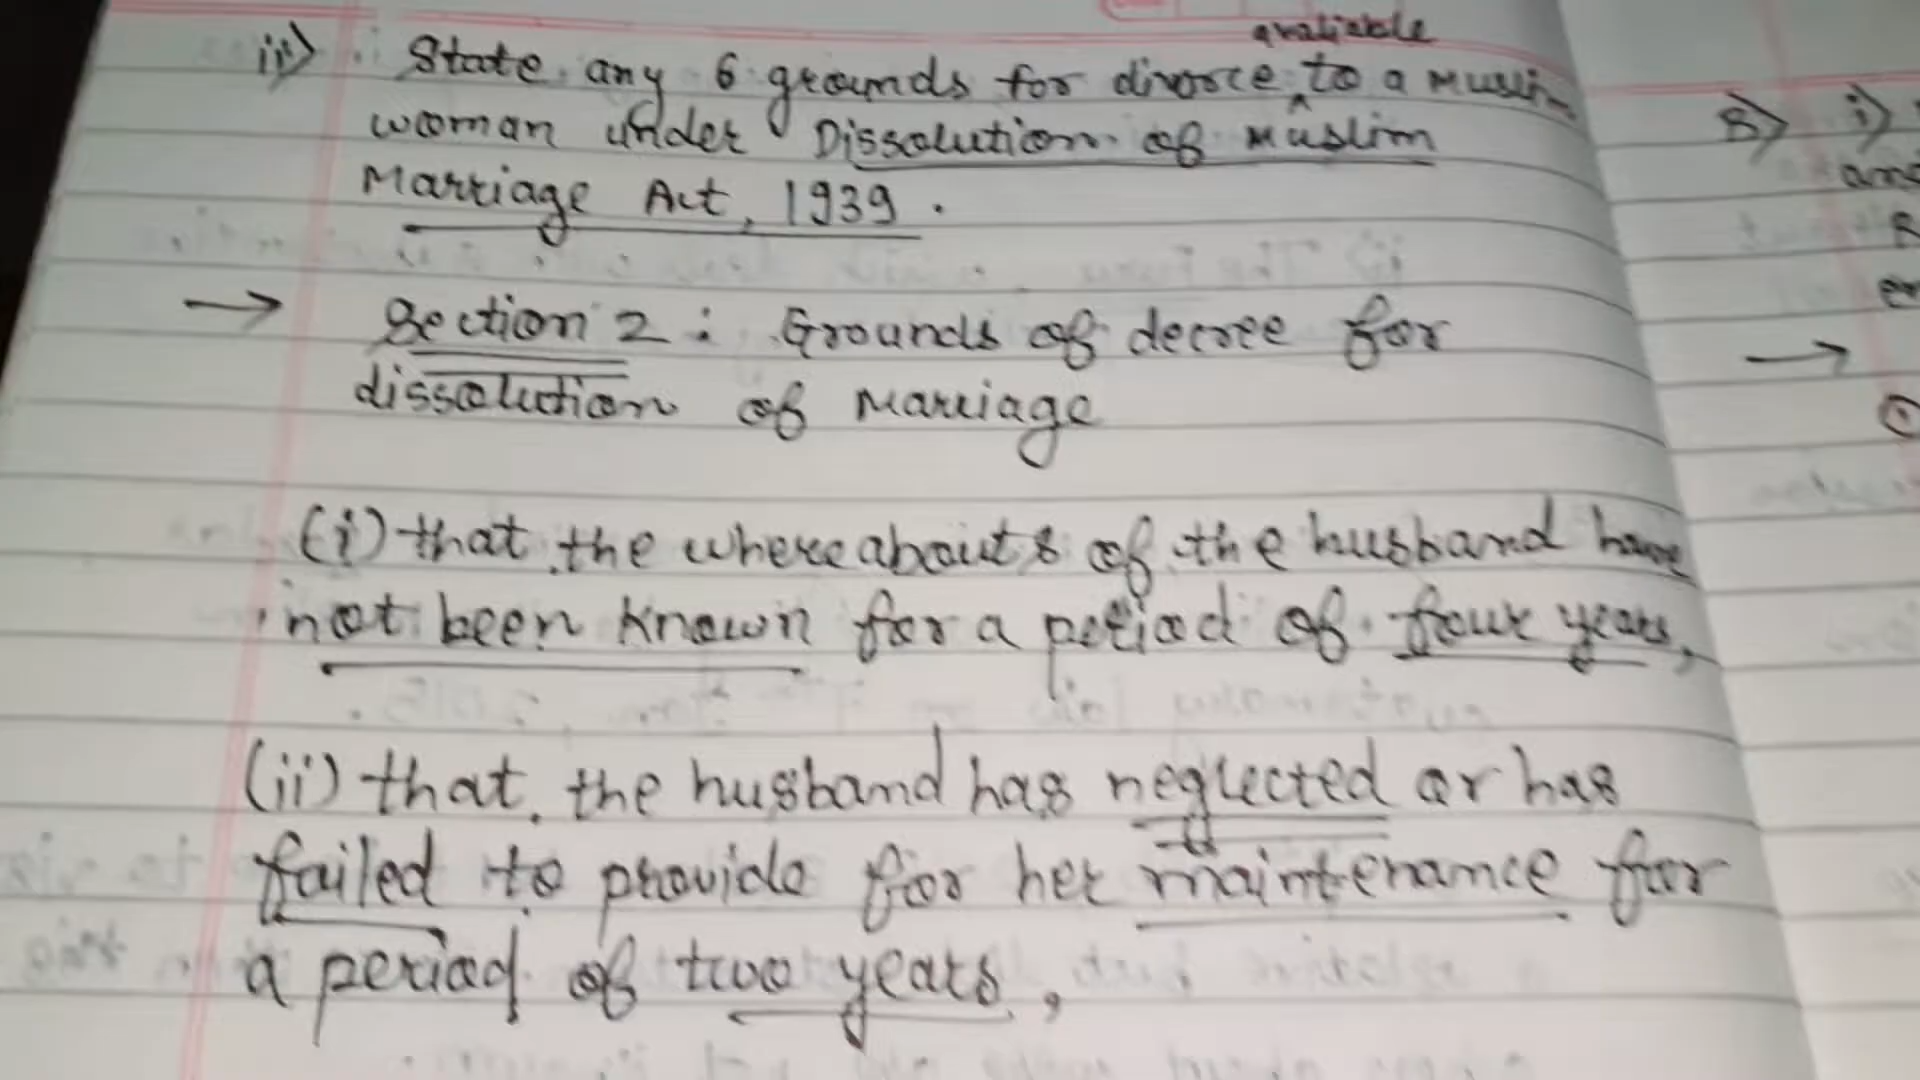 avaliable
ii) State any 6 grounds for divorce ^ to a Muslim
woman under Dissolution of Muslim
Marriage Act, 1939.
→ Section 2: Grounds of decree for
dissolution of Marriage
(i) that the whereabouts of the husband have
not been known for a period of four years,
(ii) that the husband has neglected or has
failed to provide for her maintenance for
a period of two years,
8) i)
→